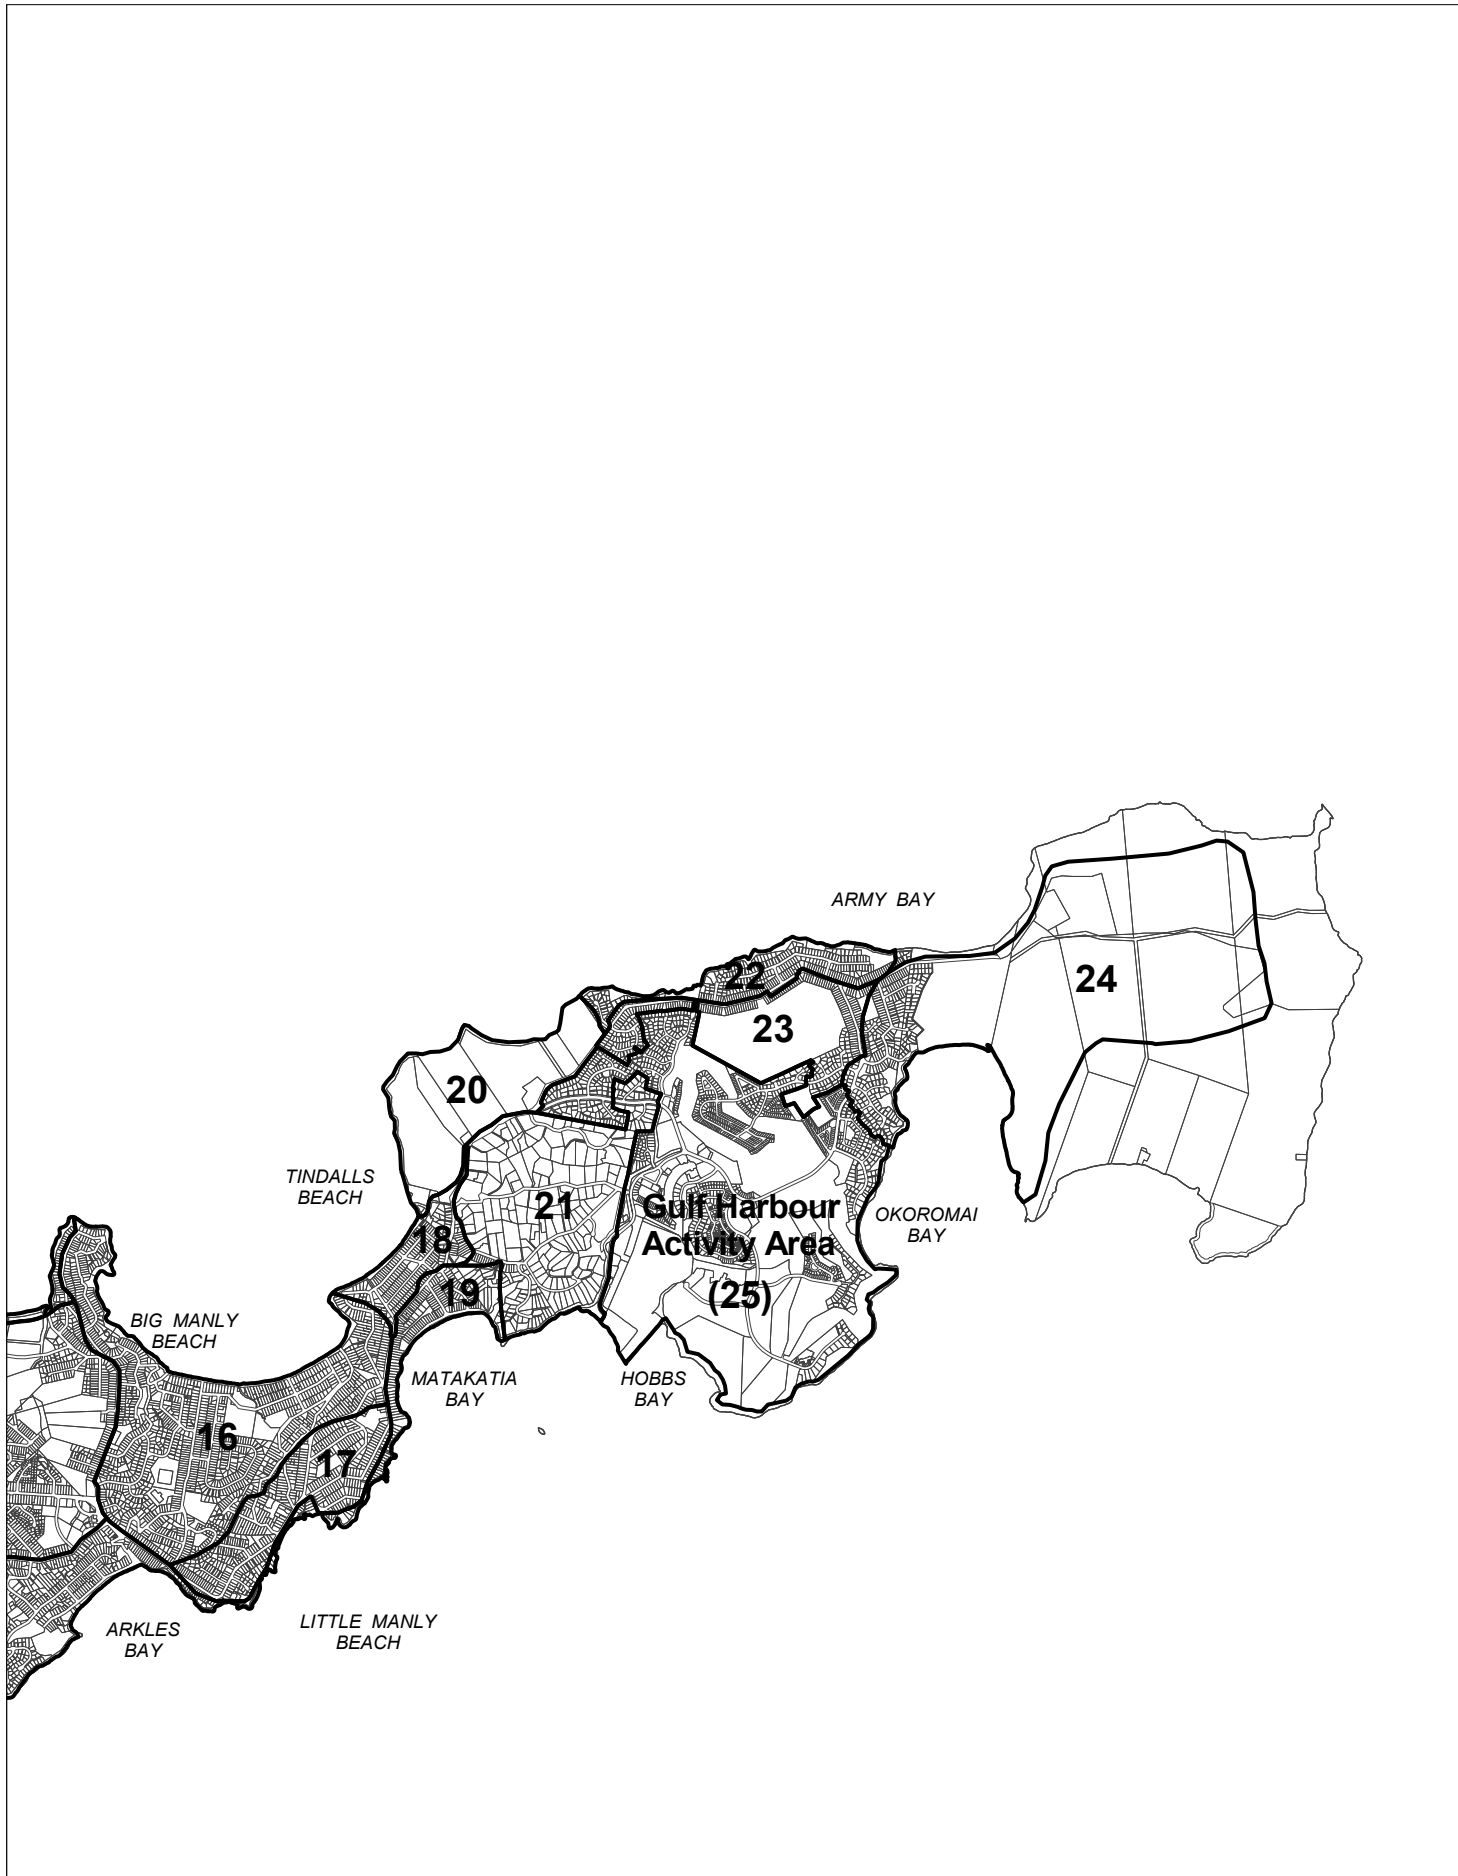 ARMY BAY
22
24
23
20
TINDALLS
BEACH
21
Gulf Harbour
Activity Area
(25)
OKOROMAI
BAY
18
19
BIG MANLY
BEACH
MATAKATIA
BAY
HOBBS
BAY
16
17
ARKLES
BAY
LITTLE MANLY
BEACH